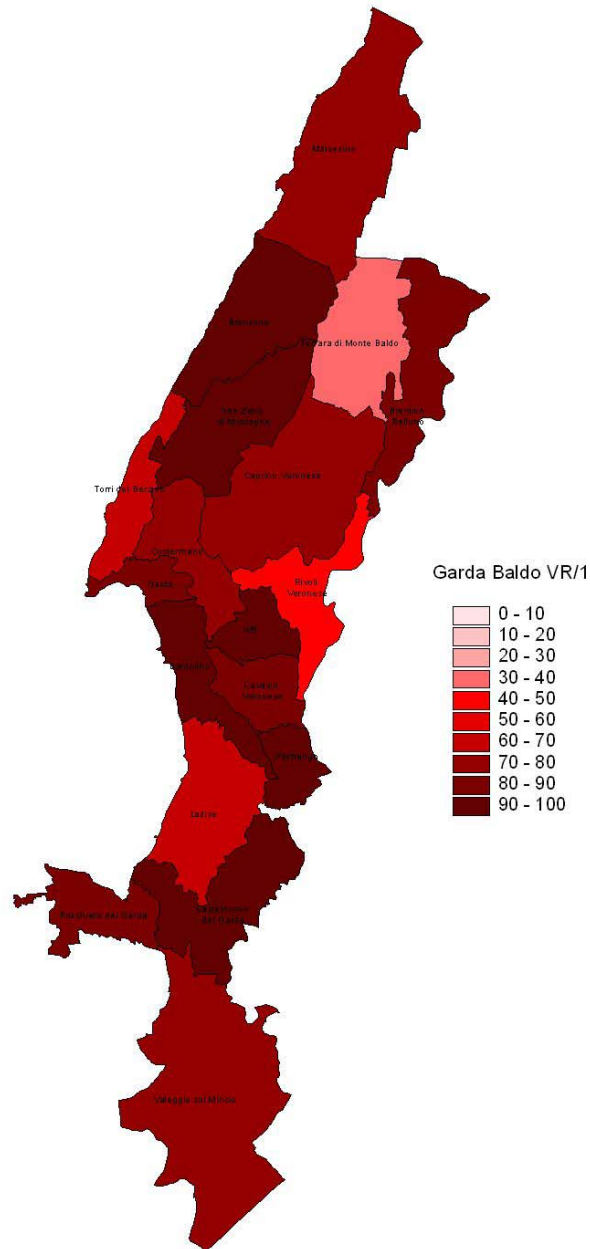 Malcesine
Brenzone
Ferrara di Monte Baldo
San Zeno
di Montagna
Brentino
Belluno
Caprino Veronese
Torri del Benaco
Costermano
Garda
Rivoli
Veronese
Garda Baldo VR/1
0 - 10
10 - 20
20 - 30
30 - 40
40 - 50
50 - 60
60 - 70
70 - 80
80 - 90
90 - 100
Affi
Bardolino
Cavaion
Veronese
Pastrengo
Lazise
Castelnuovo
del Garda
Peschiera del Garda
Valeggio sul Mincio